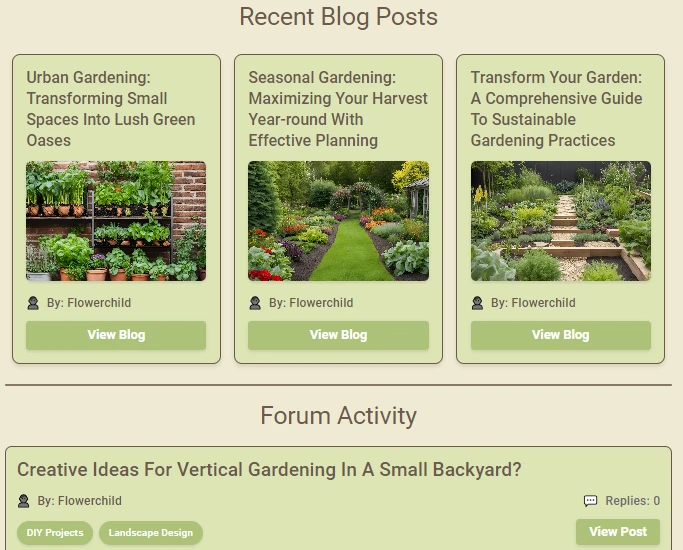 Recent Blog Posts
Urban Gardening:
Transforming Small
Spaces Into Lush Green
Oases
By: Flowerchild
View Blog
Seasonal Gardening:
Maximizing Your Harvest
Year-round With
Effective Planning
By: Flowerchild
View Blog
Transform Your Garden:
A Comprehensive Guide
To Sustainable
Gardening Practices
By: Flowerchild
View Blog
Forum Activity
Creative Ideas For Vertical Gardening In A Small Backyard?
By: Flowerchild
Replies: 0
DIY Projects
Landscape Design
View Post